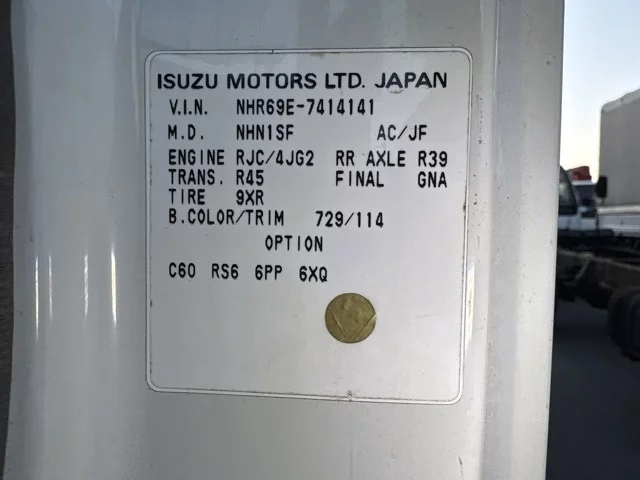 ISUZU MOTORS LTD. JAPAN
V.I.N. NHR69E-7414141
M.D. NHN1SF AC/JF
ENGINE RJC/4JG2 RR AXLE R39
TRANS. R45 FINAL GNA
TIRE 9XR
B.COLOR/TRIM 729/114
OPTION
C60 RS6 6PP 6XQ